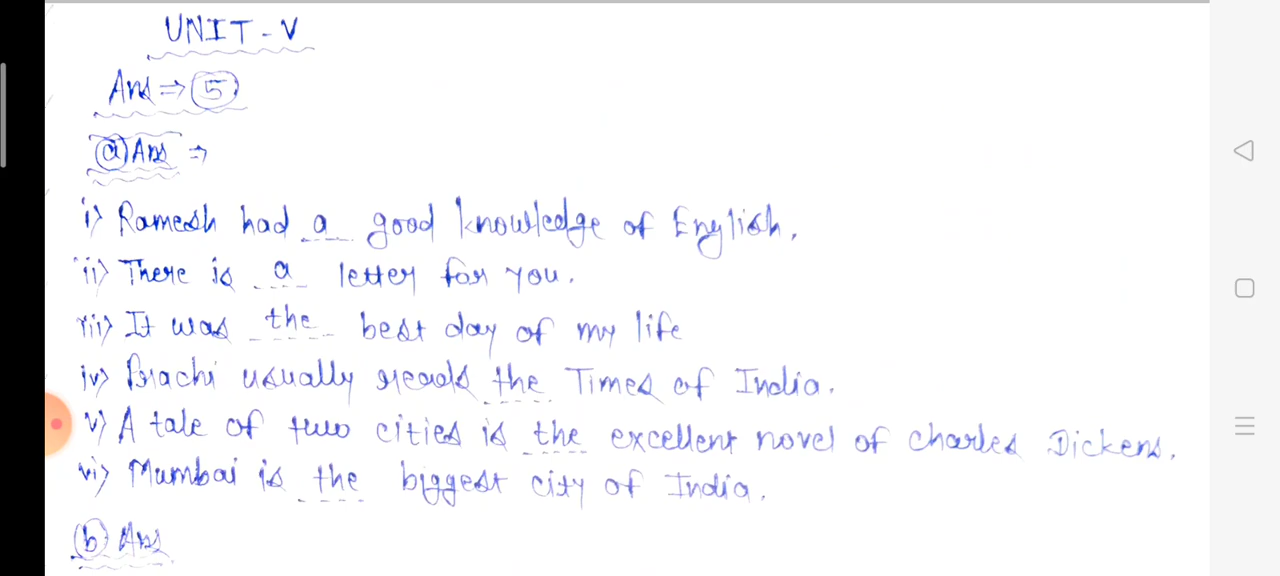 UNIT-V
Ans ⇒ (5)
(a) Ans ⇒
i) Ramesh had a good knowledge of English.
ii) There is a letter for you.
iii) It was the best day of my life
iv) Prachi usually reads the Times of India.
v) A tale of two cities is the excellent novel of charles Dickens.
vi) Mumbai is the biggest city of India.
(b) Ans